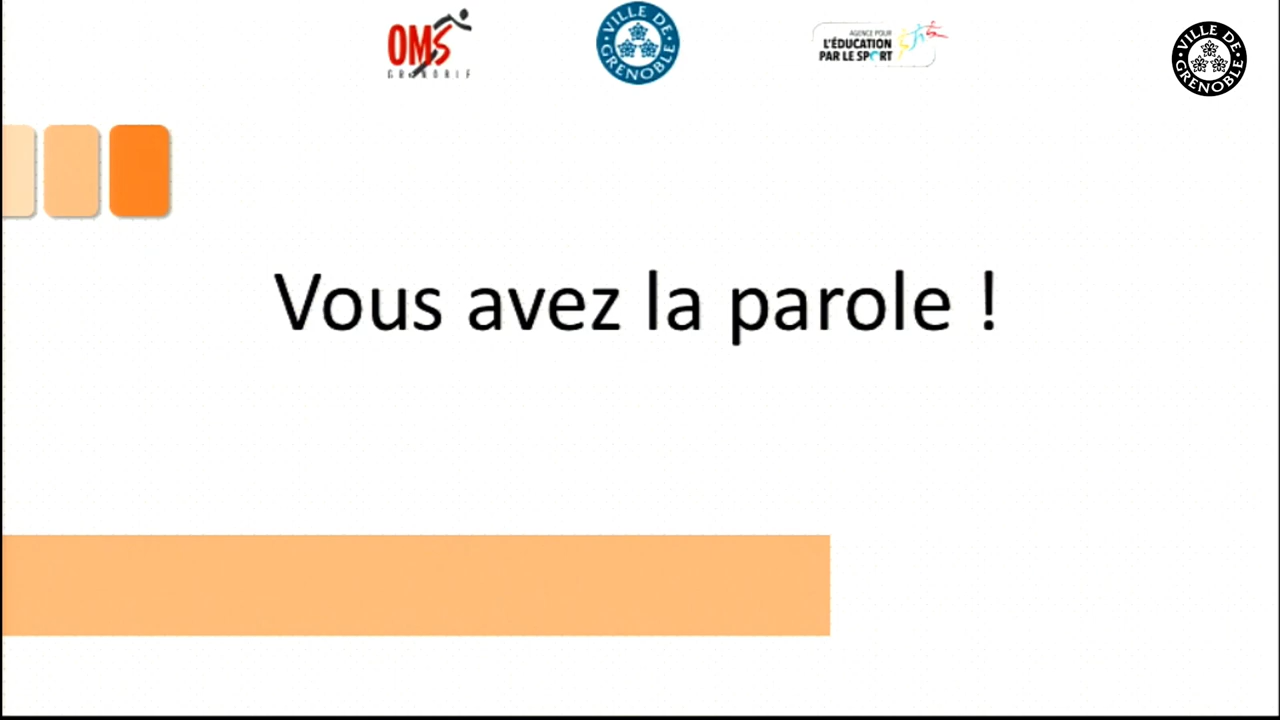 OMS
GRENOBLE
VILLE DE
GRENOBLE
AGENCE POUR
L'ÉDUCATION
PAR LE SPORT
VILLE DE
GRENOBLE
Vous avez la parole !